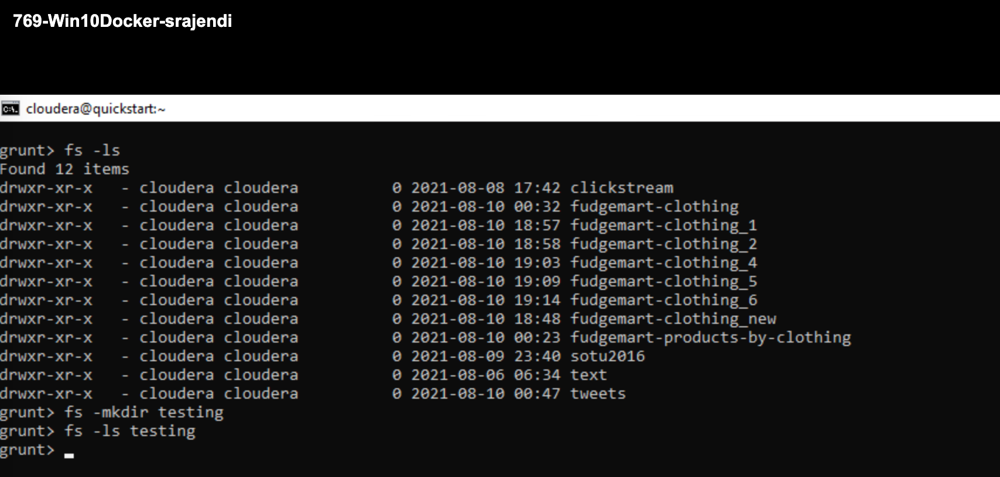 769-Win10Docker-srajendi
C:\. cloudera@quickstart:~
grunt> fs -ls
Found 12 items
drwxr-xr-x   - cloudera cloudera          0 2021-08-08 17:42 clickstream
drwxr-xr-x   - cloudera cloudera          0 2021-08-10 00:32 fudgemart-clothing
drwxr-xr-x   - cloudera cloudera          0 2021-08-10 18:57 fudgemart-clothing_1
drwxr-xr-x   - cloudera cloudera          0 2021-08-10 18:58 fudgemart-clothing_2
drwxr-xr-x   - cloudera cloudera          0 2021-08-10 19:03 fudgemart-clothing_4
drwxr-xr-x   - cloudera cloudera          0 2021-08-10 19:09 fudgemart-clothing_5
drwxr-xr-x   - cloudera cloudera          0 2021-08-10 19:14 fudgemart-clothing_6
drwxr-xr-x   - cloudera cloudera          0 2021-08-10 18:48 fudgemart-clothing_new
drwxr-xr-x   - cloudera cloudera          0 2021-08-10 00:23 fudgemart-products-by-clothing
drwxr-xr-x   - cloudera cloudera          0 2021-08-09 23:40 sotu2016
drwxr-xr-x   - cloudera cloudera          0 2021-08-06 06:34 text
drwxr-xr-x   - cloudera cloudera          0 2021-08-10 00:47 tweets
grunt> fs -mkdir testing
grunt> fs -ls testing
grunt>